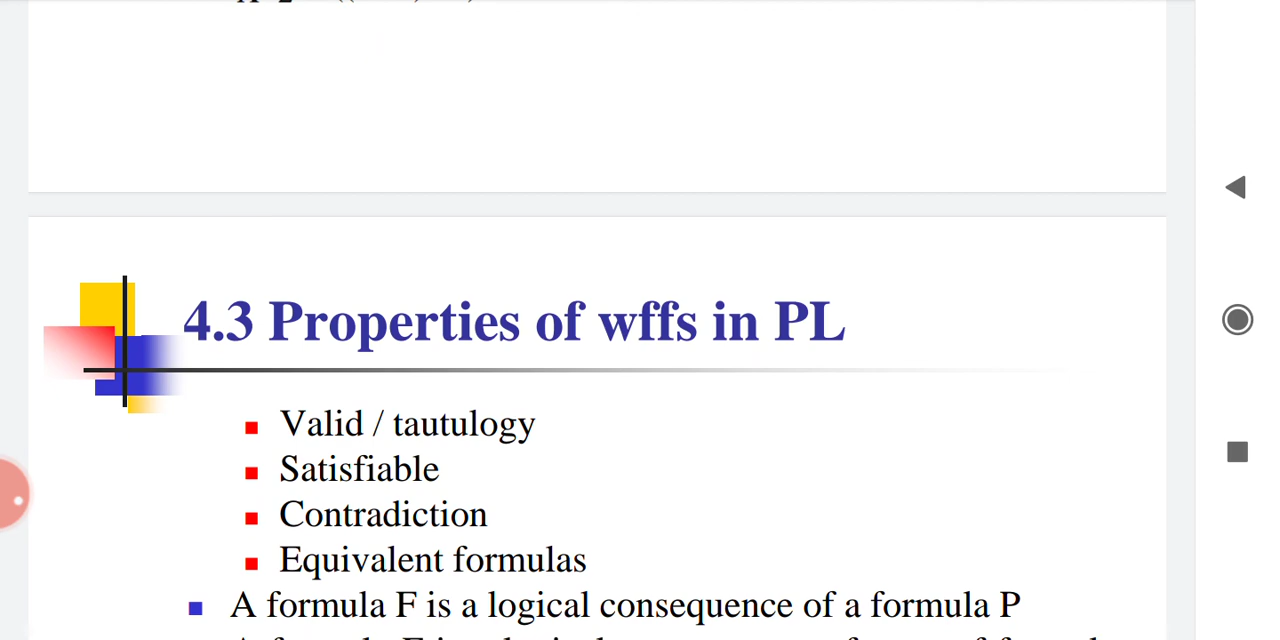 4.3 Properties of wffs in PL
Valid / tautulogy
Satisfiable
Contradiction
Equivalent formulas
A formula F is a logical consequence of a formula P